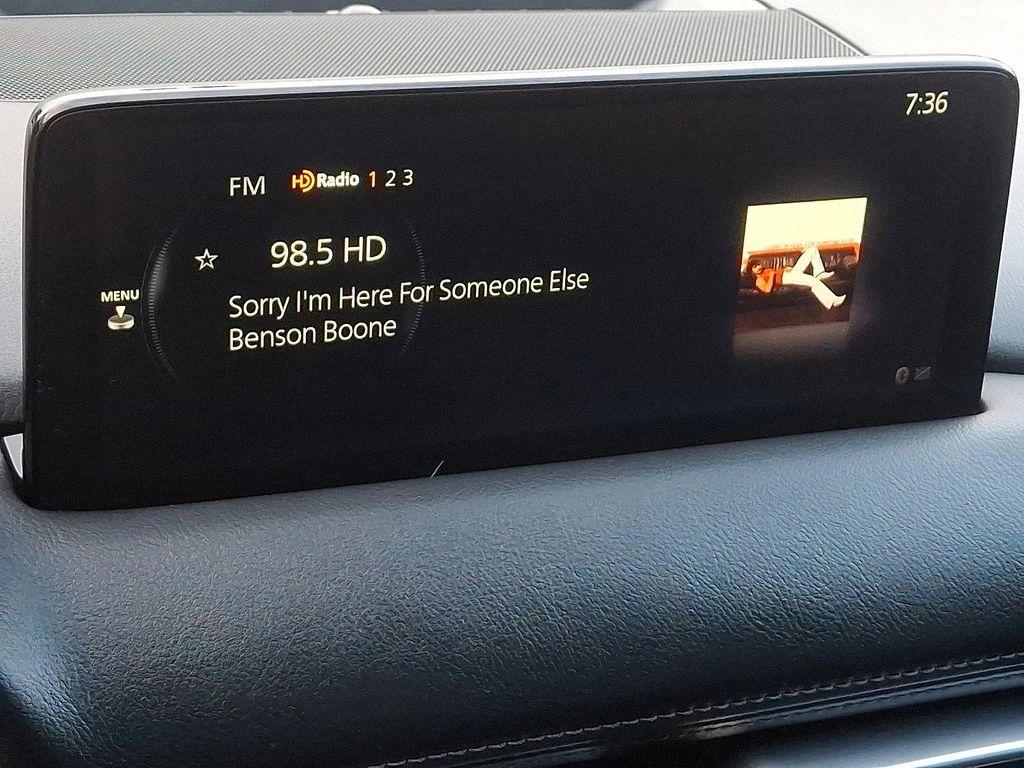 7:36
FM HD Radio 1 2 3
98.5 HD
MENU
Sorry I'm Here For Someone Else
Benson Boone